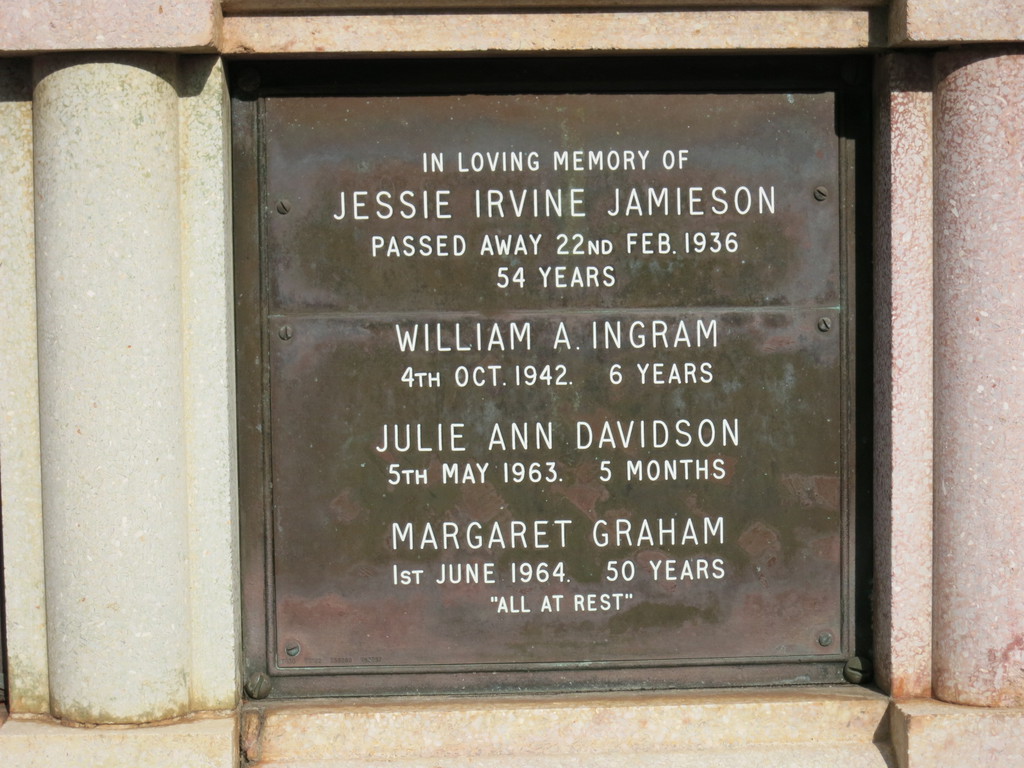 IN LOVING MEMORY OF
JESSIE IRVINE JAMIESON
PASSED AWAY 22ND FEB. 1936
54 YEARS
WILLIAM A. INGRAM
4TH OCT. 1942. 6 YEARS
JULIE ANN DAVIDSON
5TH MAY 1963. 5 MONTHS
MARGARET GRAHAM
1ST JUNE 1964. 50 YEARS
"ALL AT REST"